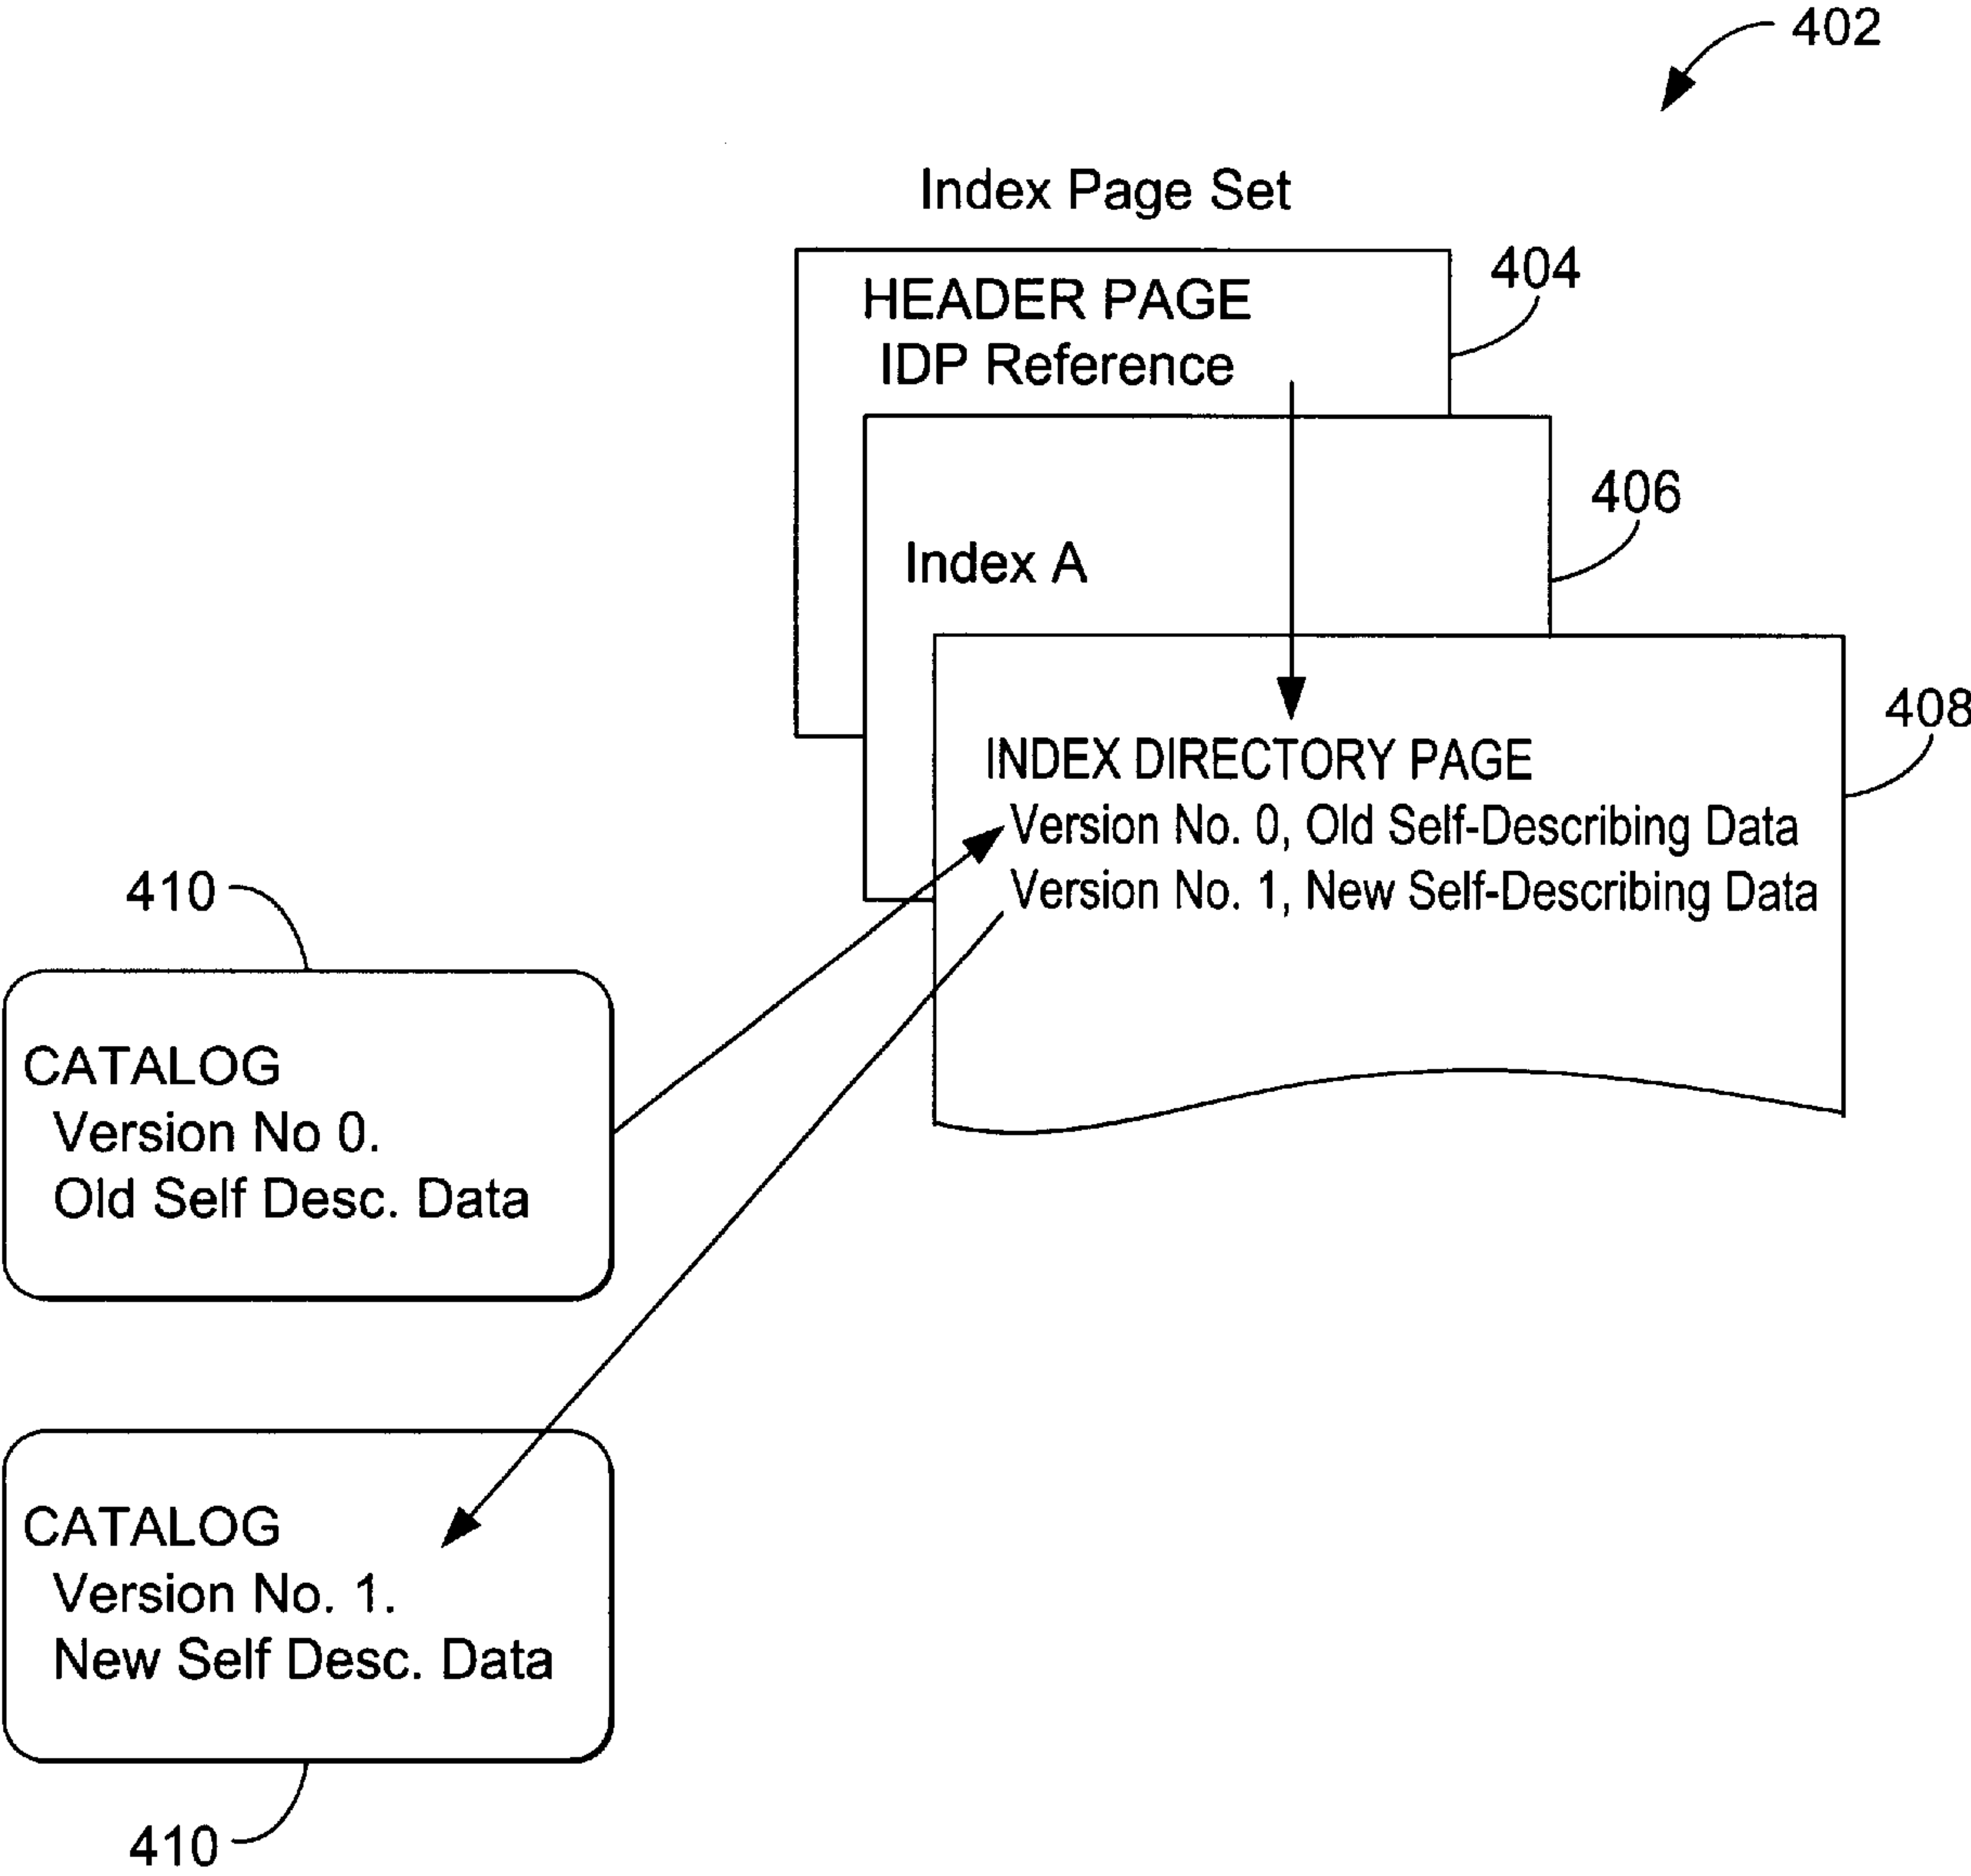 402
Index Page Set
HEADER PAGE
IDP Reference
404
Index A
406
INDEX DIRECTORY PAGE
Version No. 0, Old Self-Describing Data
Version No. 1, New Self-Describing Data
408
410
CATALOG
Version No 0.
Old Self Desc. Data
CATALOG
Version No. 1.
New Self Desc. Data
410